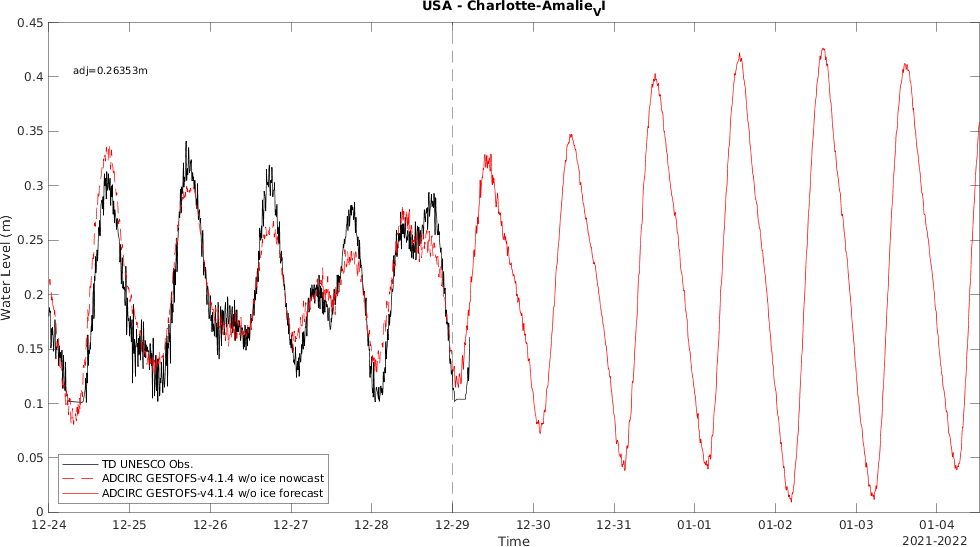 USA - Charlotte-Amalie_VI
0.45
0.4
0.35
0.3
0.25
0.2
0.15
0.1
0.05
0
Water Level (m)
adj=0.26353m
TD UNESCO Obs.
ADCIRC GESTOFS-v4.1.4 w/o ice nowcast
ADCIRC GESTOFS-v4.1.4 w/o ice forecast
12-24 12-25 12-26 12-27 12-28 12-29 12-30 12-31 01-01 01-02 01-03 01-04
Time
2021-2022